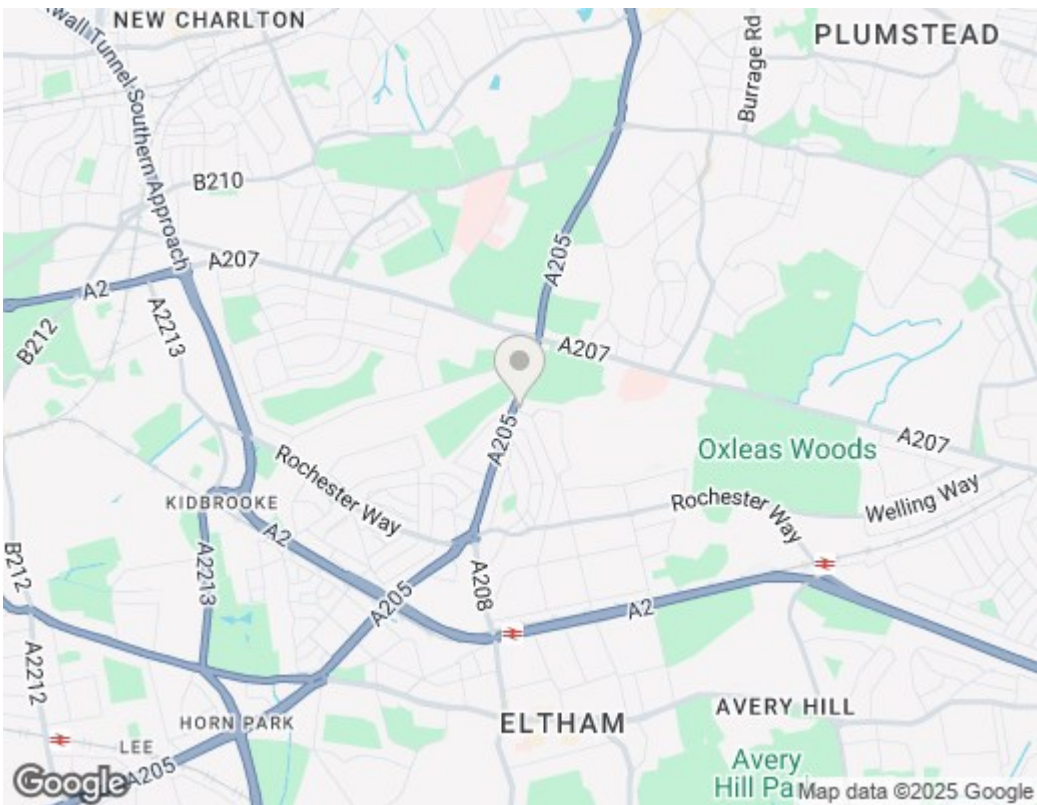 NEW CHARLTON
PLUMSTEAD
wall Tunnel Southern Approach
Burrage Rd
B210
A205
A207
A2
A2213
B212
A207
A205
A207
Oxleas Woods
Rochester Way
KIDBROOKE
Rochester Way
Welling Way
A2
B212
A2213
A208
A205
A2
A2212
HORN PARK
ELTHAM
AVERY HILL
LEE
A205
Avery
Hill Pa
Google
Map data ©2025 Google